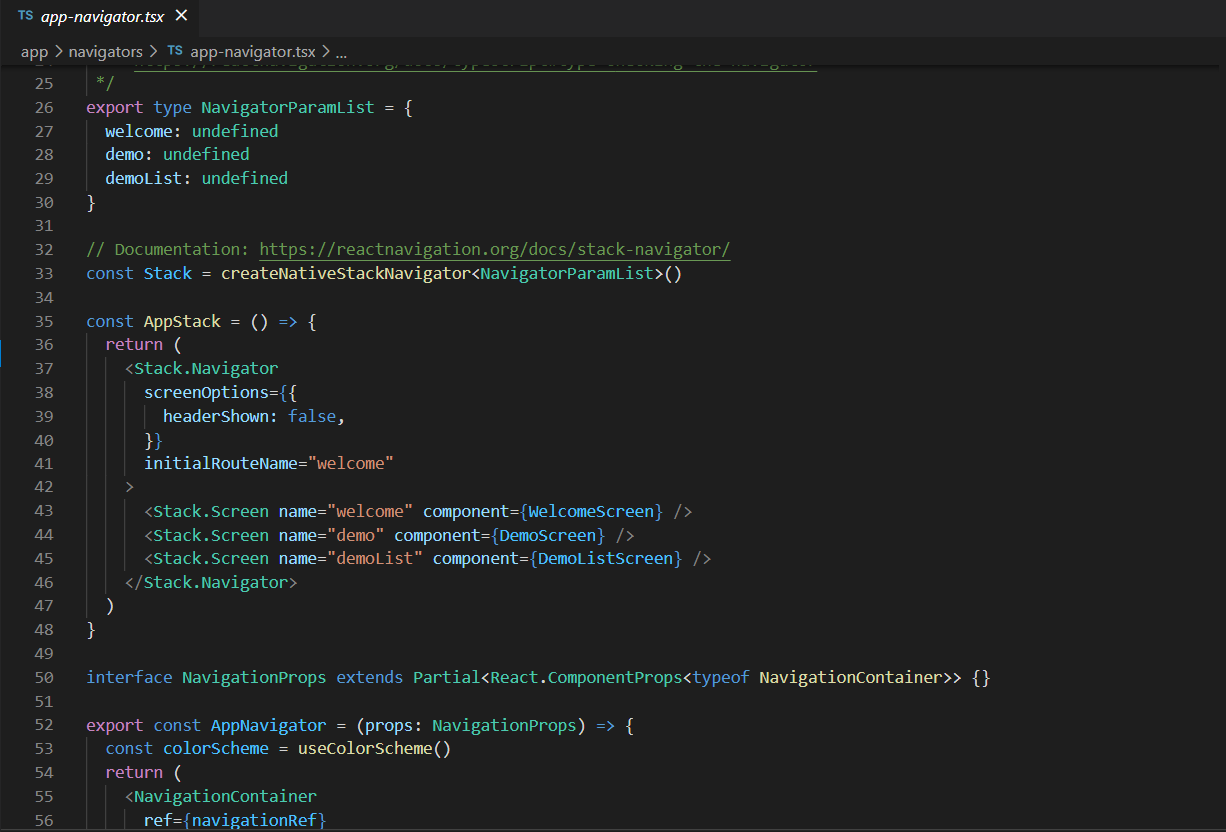 TS app-navigator.tsx ×
app > navigators > TS app-navigator.tsx > ...
25 */
26 export type NavigatorParamList = {
27 welcome: undefined
28 demo: undefined
29 demoList: undefined
30 }
31
32 // Documentation: https://reactnavigation.org/docs/stack-navigator/
33 const Stack = createNativeStackNavigator<NavigatorParamList>()
34
35 const AppStack = () => {
36 return (
37 <Stack.Navigator
38 screenOptions={{
39 headerShown: false,
40 }}
41 initialRouteName="welcome"
42 >
43 <Stack.Screen name="welcome" component={WelcomeScreen} />
44 <Stack.Screen name="demo" component={DemoScreen} />
45 <Stack.Screen name="demoList" component={DemoListScreen} />
46 </Stack.Navigator>
47 )
48 }
49
50 interface NavigationProps extends Partial<React.ComponentProps<typeof NavigationContainer>> {}
51
52 export const AppNavigator = (props: NavigationProps) => {
53 const colorScheme = useColorScheme()
54 return (
55 <NavigationContainer
56 ref={navigationRef}